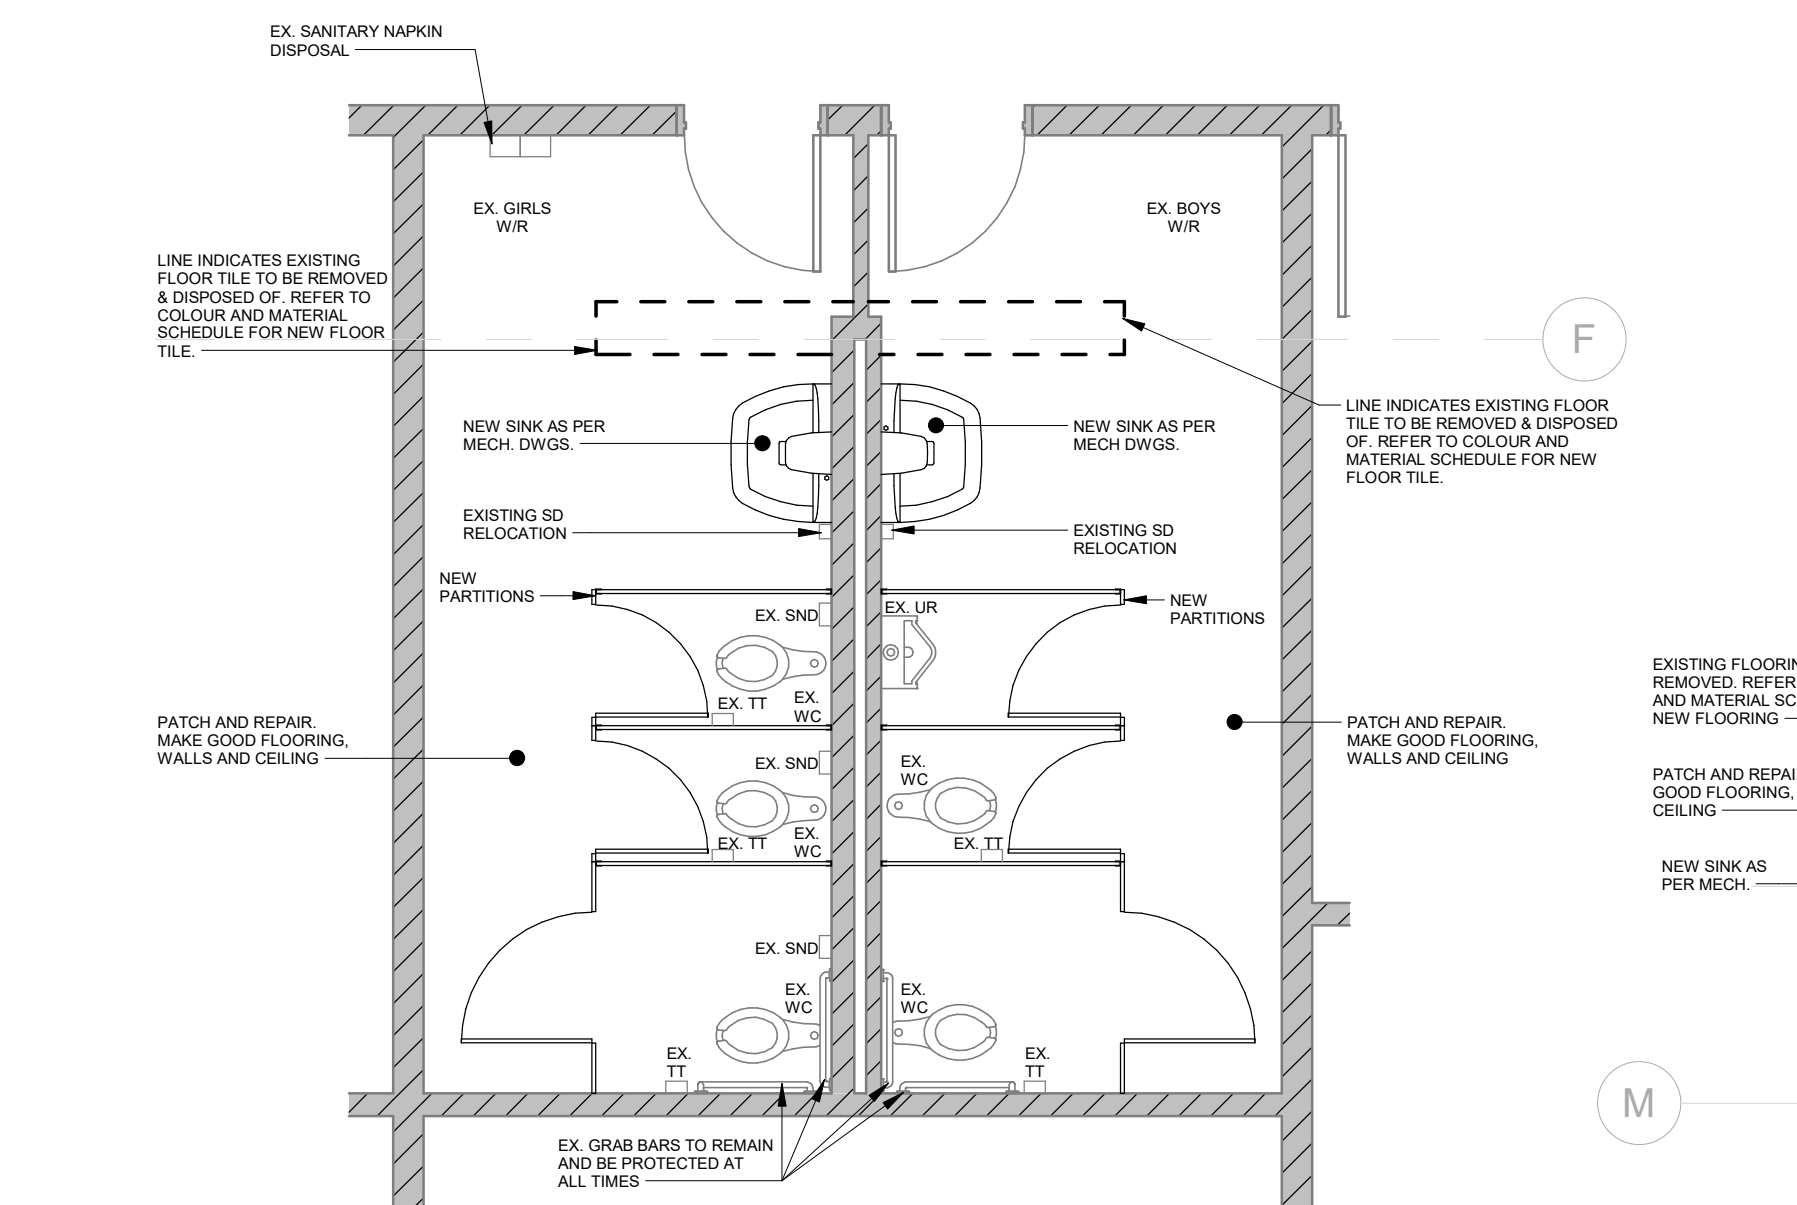 EX. SANITARY NAPKIN
DISPOSAL
EX. GIRLS
W/R
EX. BOYS
W/R
LINE INDICATES EXISTING
FLOOR TILE TO BE REMOVED
& DISPOSED OF. REFER TO
COLOUR AND MATERIAL
SCHEDULE FOR NEW FLOOR
TILE.
F
LINE INDICATES EXISTING FLOOR
TILE TO BE REMOVED & DISPOSED
OF. REFER TO COLOUR AND
MATERIAL SCHEDULE FOR NEW
FLOOR TILE.
NEW SINK AS PER
MECH. DWGS.
NEW SINK AS PER
MECH DWGS.
EXISTING SD
RELOCATION
EXISTING SD
RELOCATION
NEW
PARTITIONS
NEW
PARTITIONS
EX. SND
EX. UR
EX. TT
EX.
WC
PATCH AND REPAIR.
MAKE GOOD FLOORING,
WALLS AND CEILING
EX. SND
EX.
WC
EX. TT
EX.
WC
EX. TT
PATCH AND REPAIR.
MAKE GOOD FLOORING,
WALLS AND CEILING
EXISTING FLOORIN
REMOVED. REFER
AND MATERIAL SC
NEW FLOORING
PATCH AND REPAI
GOOD FLOORING,
CEILING
NEW SINK AS
PER MECH.
EX. SND
EX.
WC
EX.
WC
EX.
TT
EX.
TT
M
EX. GRAB BARS TO REMAIN
AND BE PROTECTED AT
ALL TIMES